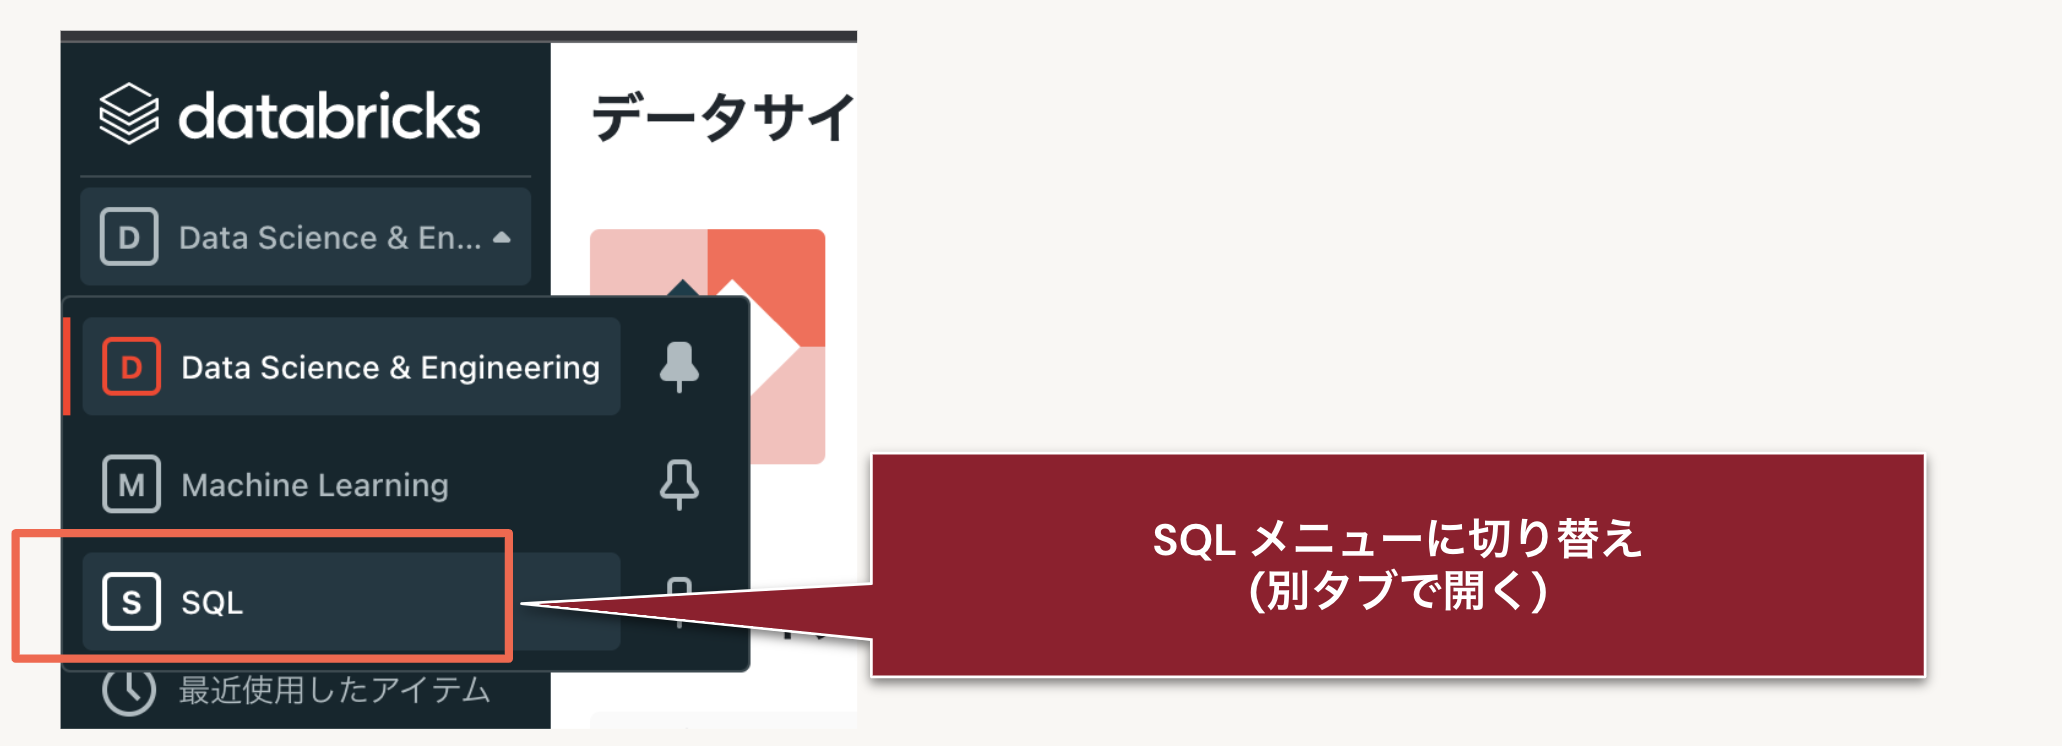 databricks
データサイ
D Data Science & En...
D Data Science & Engineering
M Machine Learning
S SQL
最近使用したアイテム
SQL メニューに切り替え
(別タブで開く)